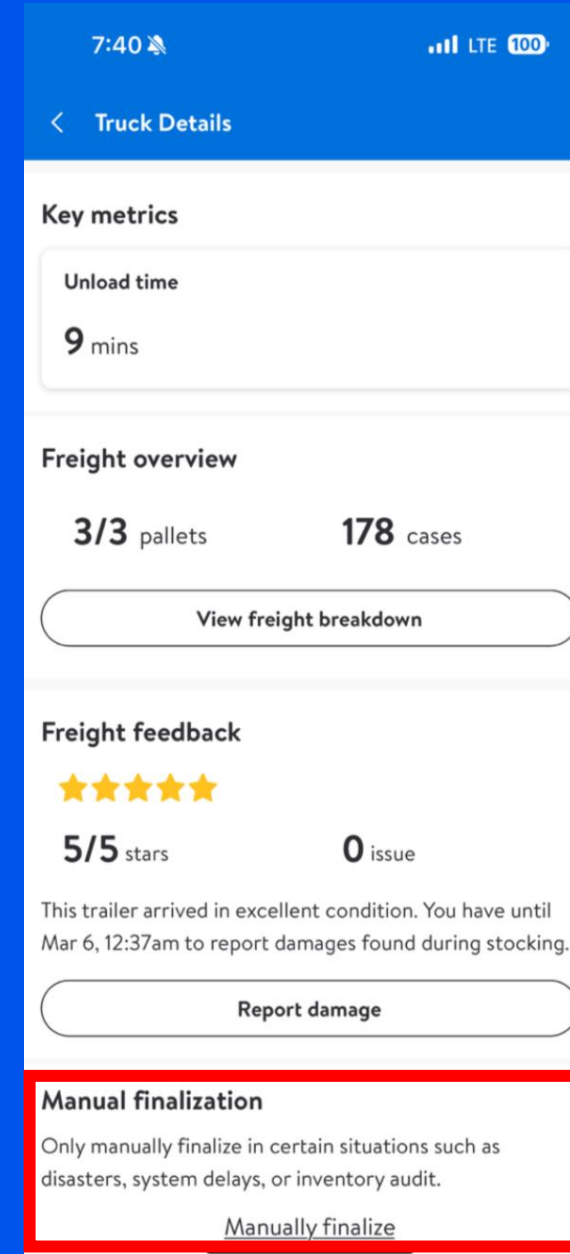 7:40 LTE 100
Truck Details
Key metrics
Unload time
9 mins
Freight overview
3/3 pallets 178 cases
View freight breakdown
Freight feedback
5/5 stars 0 issue
This trailer arrived in excellent condition. You have until
Mar 6, 12:37am to report damages found during stocking.
Report damage
Manual finalization
Only manually finalize in certain situations such as
disasters, system delays, or inventory audit.
Manually finalize